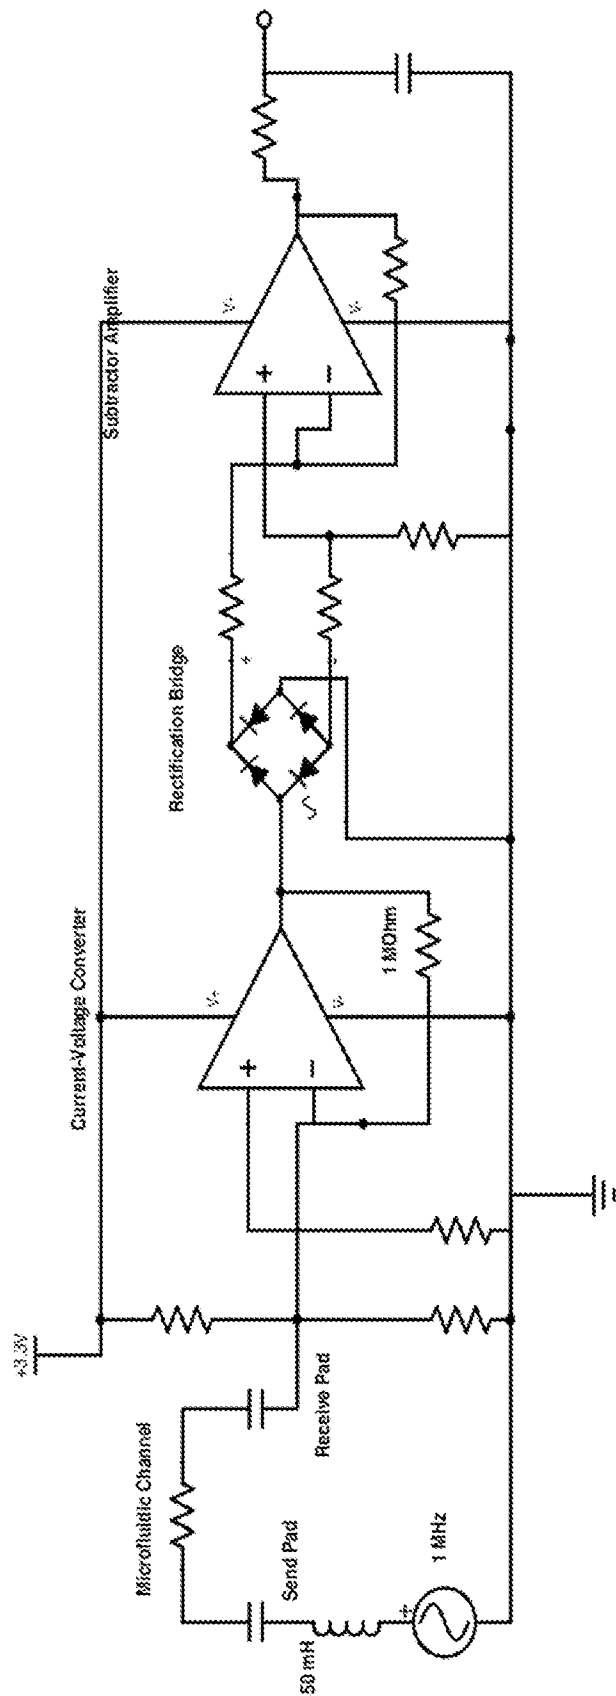 +3.3V
Microfluidic Channel
Send Pad
50 mH
1 MHz
+
Receive Pad
Current-Voltage Converter
V+
V-
+
−
1 MOhm
Rectification Bridge
+
-
Subtractor Amplifier
V+
V-
+
−